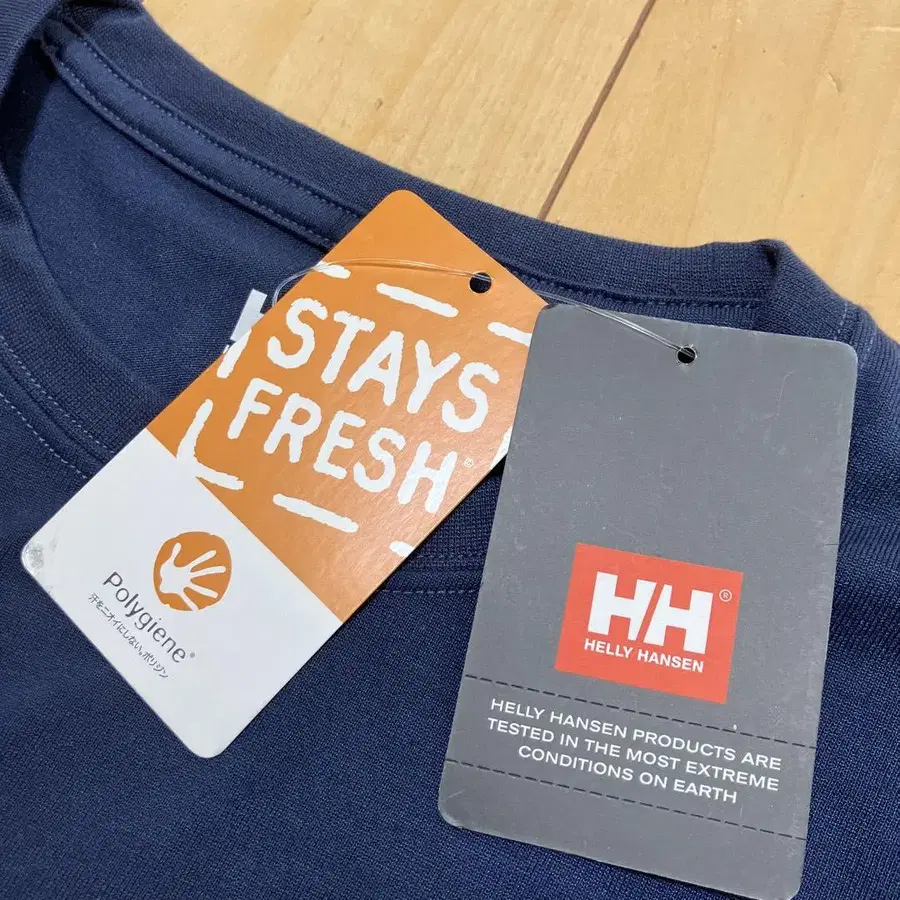 STAYS
FRESH
Polygiene®
汗をニオイにしない。ポリジン
H/H®
HELLY HANSEN
HELLY HANSEN PRODUCTS ARE
TESTED IN THE MOST EXTREME
CONDITIONS ON EARTH